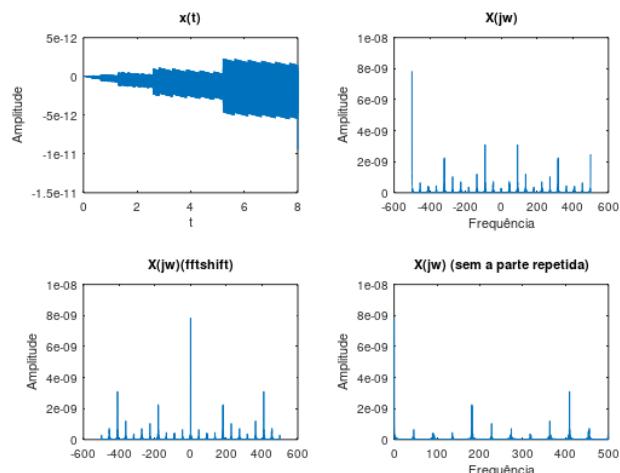 x(t)
5e-12
0
-5e-12
-1e-11
-1.5e-11
Amplitude
0 2 4 6 8
t
X(jw)
1e-08
8e-09
6e-09
4e-09
2e-09
0
Amplitude
-600 -400 -200 0 200 400 600
Frequência
X(jw)(fftshift)
1e-08
8e-09
6e-09
4e-09
2e-09
0
Amplitude
-600 -400 -200 0 200 400 600
X(jw) (sem a parte repetida)
1e-08
8e-09
6e-09
4e-09
2e-09
0
Amplitude
0 100 200 300 400 500
Frequência